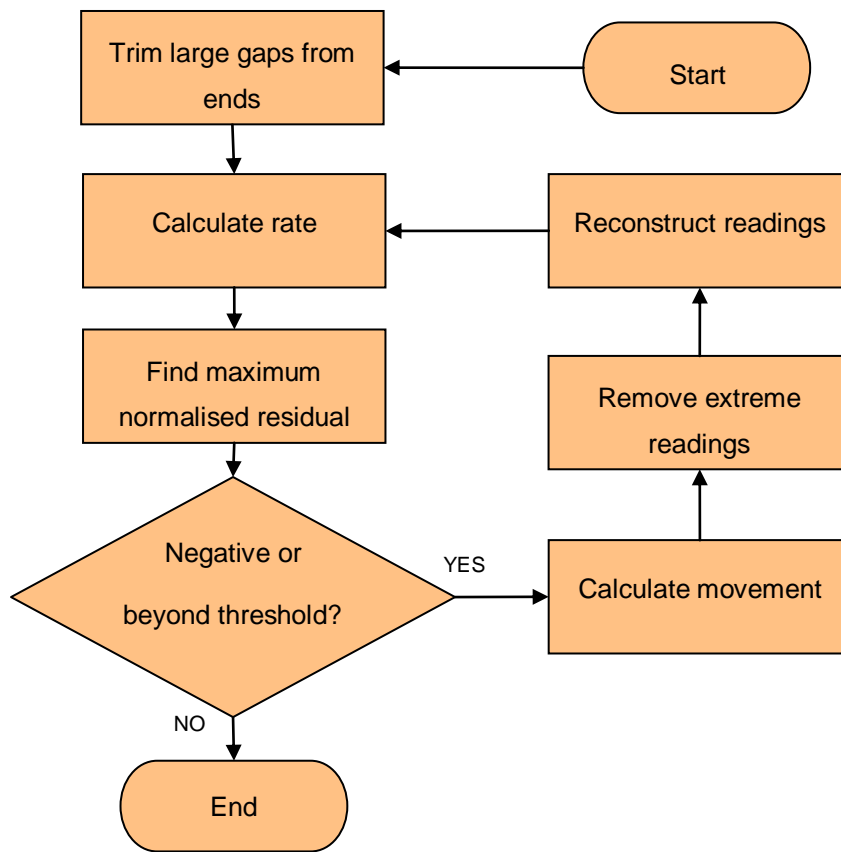 Start
Trim large gaps from
ends
Calculate rate
Find maximum
normalised residual
Negative or
beyond threshold?
YES
Calculate movement
Remove extreme
readings
Reconstruct readings
NO
End